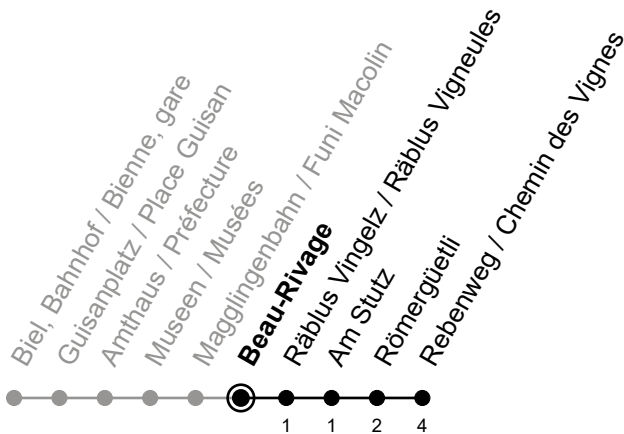 Biel, Bahnhof / Bienne, gare
Guisanplatz / Place Guisan
Amthaus / Préfecture
Museen / Musées
Magglingenbahn / Funi Macolin
Beau-Rivage
Räblus Vingelz / Räblus Vigneules
Am Stutz
Römergüetli
Rebenweg / Chemin des Vignes
1 1 2 4